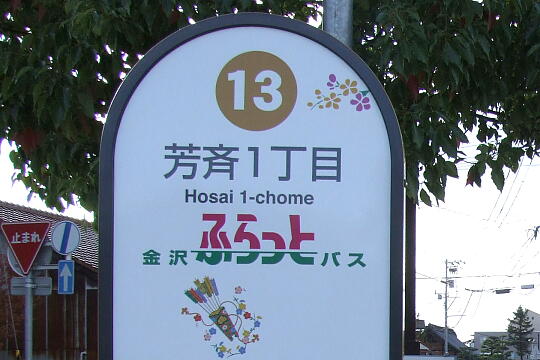 13
芳斉1丁目
Hosai 1-chome
金沢ふらっとバス
止まれ